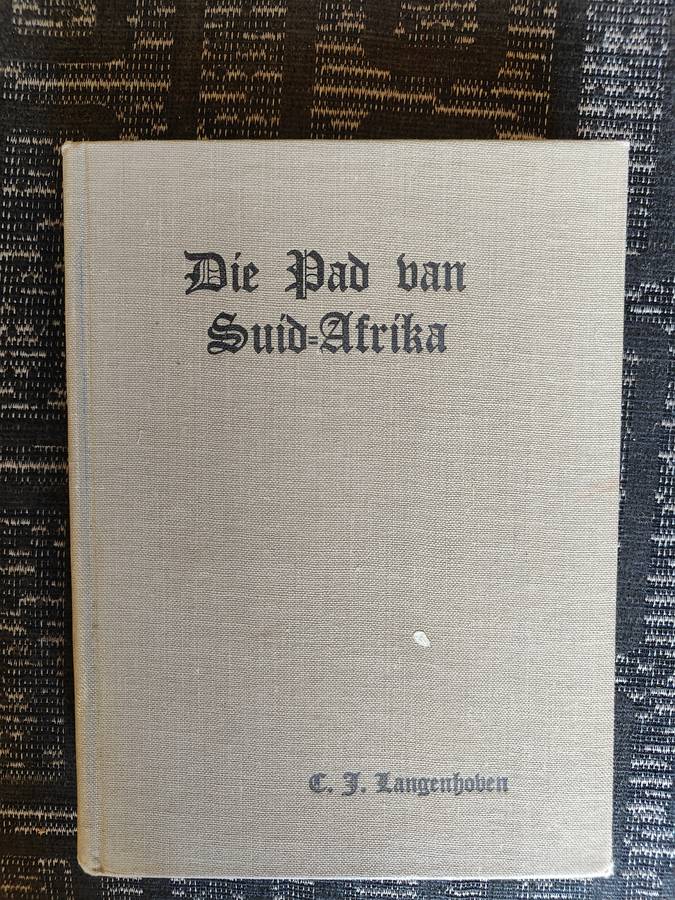 Die Pad van
Suid=Afrika
C. J. Langenhoven